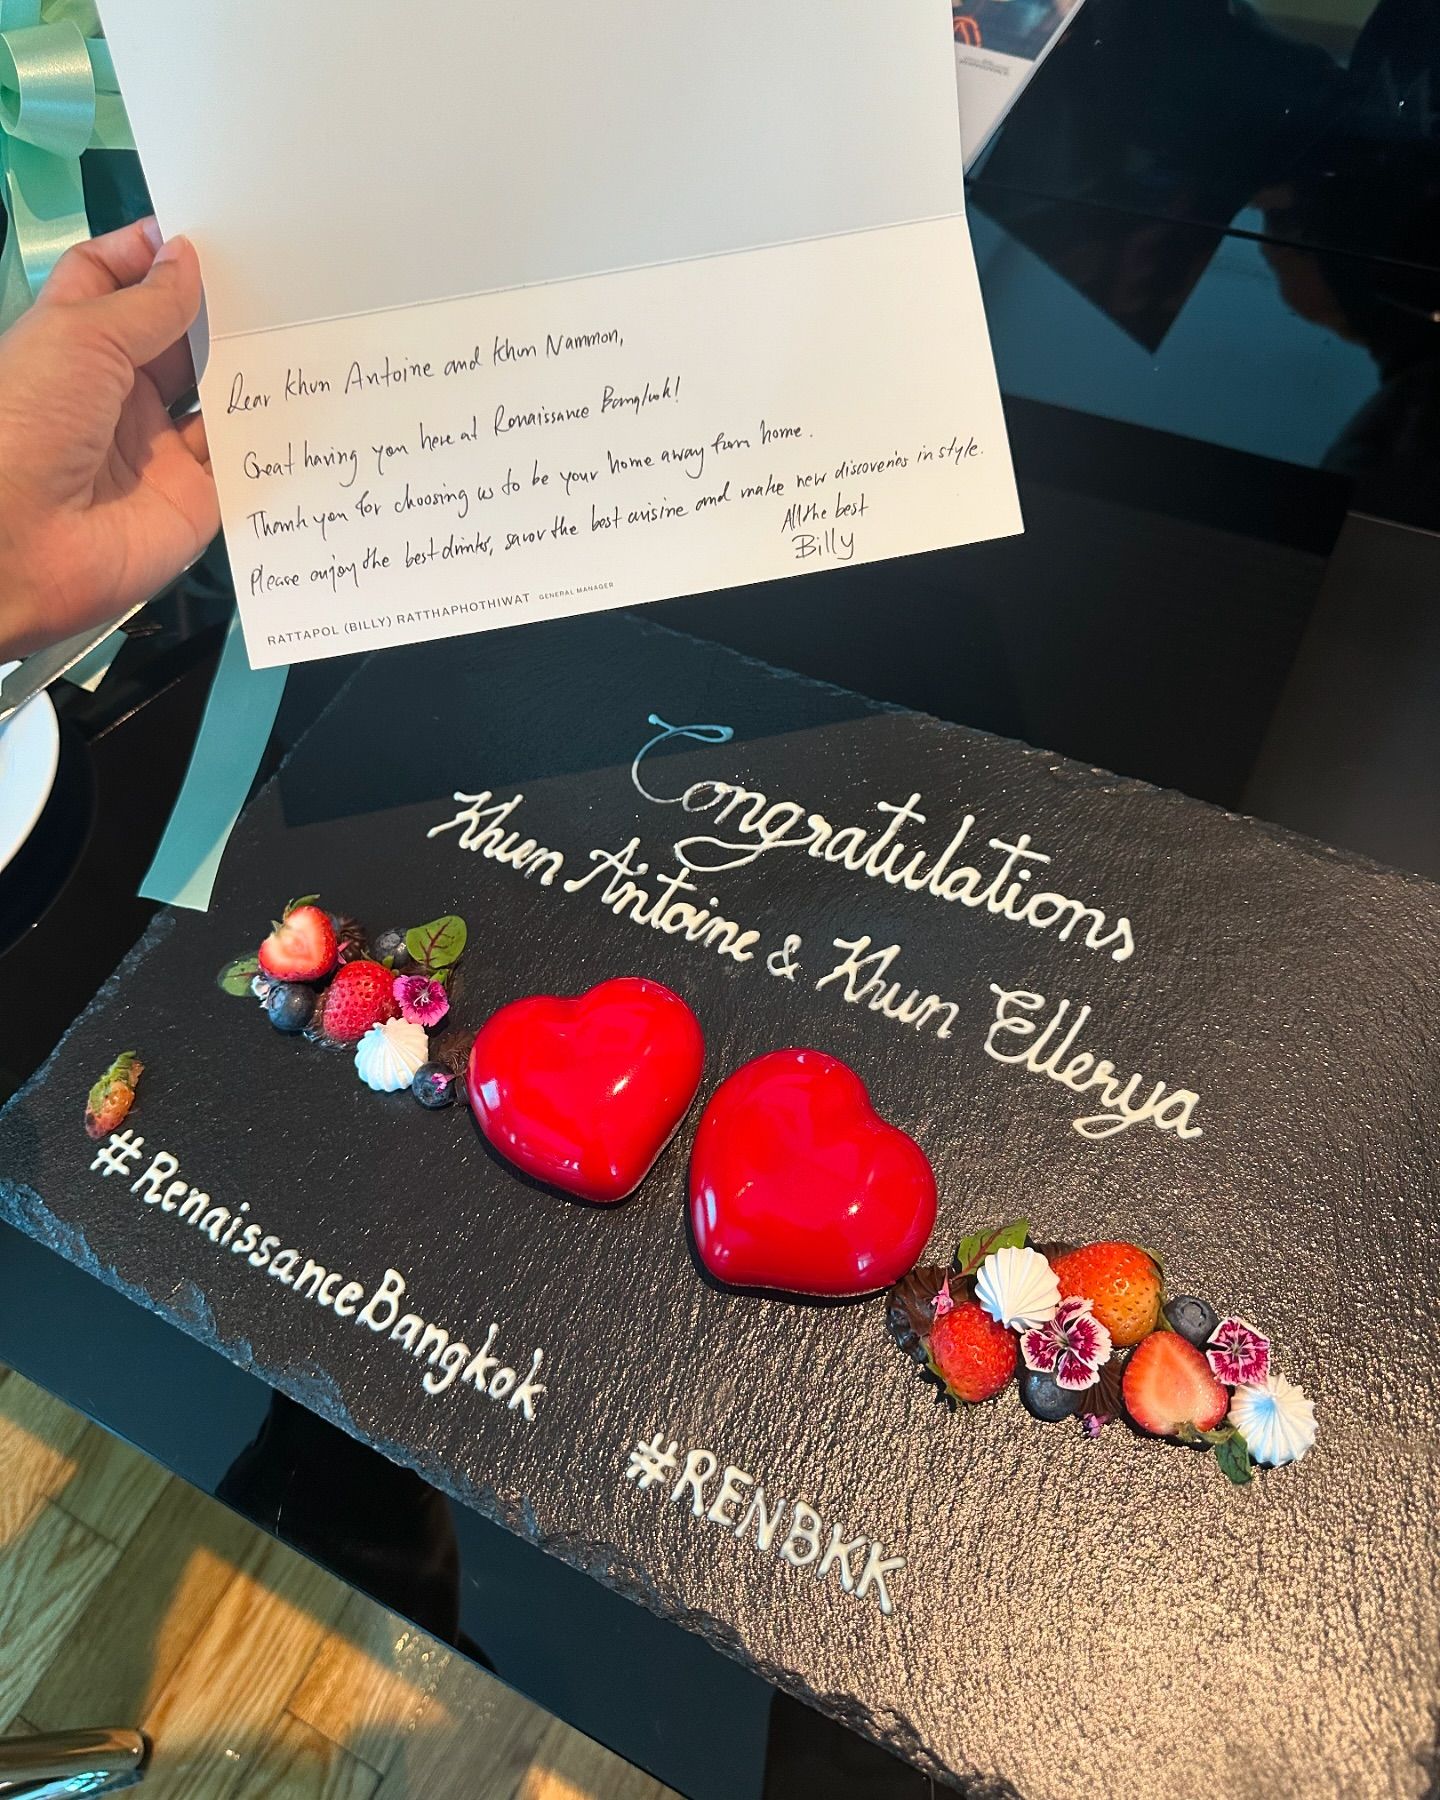 Dear Khun Antoine and Khun Nammon,
Great having you here at Renaissance Bangkok!
Thank you for choosing us to be your home away from home.
Please enjoy the best drinks, savor the best cuisine and make new discoveries in style.
All the best
Billy
RATTAPOL (BILLY) RATTHAPHOTHIWAT GENERAL MANAGER
Congratulations
Khun Antoine & Khun Ellerya
#RenaissanceBangkok
#RENBKK